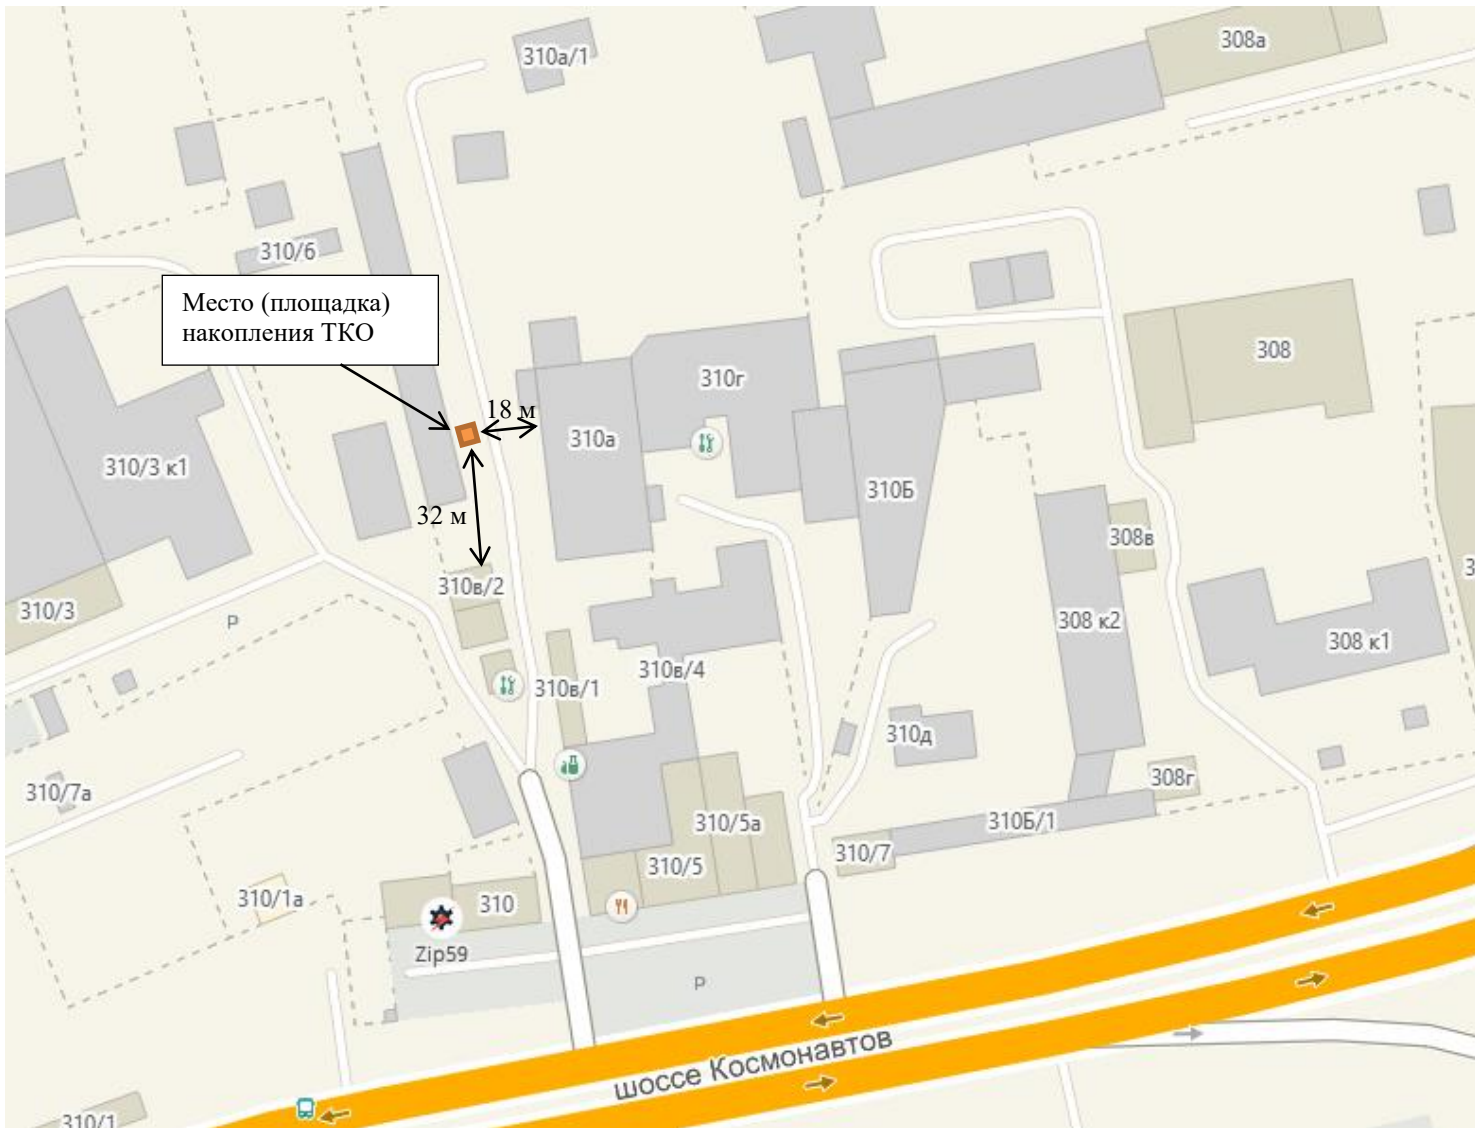 308а
310а/1
310/6
Место (площадка)
накопления ТКО
308
310г
18 м
310а
310/3 к1
310Б
32 м
308в
310в/2
310/3
P
308 к2
308 к1
310в/4
310в/1
310д
308г
310/7а
310Б/1
310/5а
310/7
310/5
310/1а
310
Zip59
P
шоссе Космонавтов
310/1